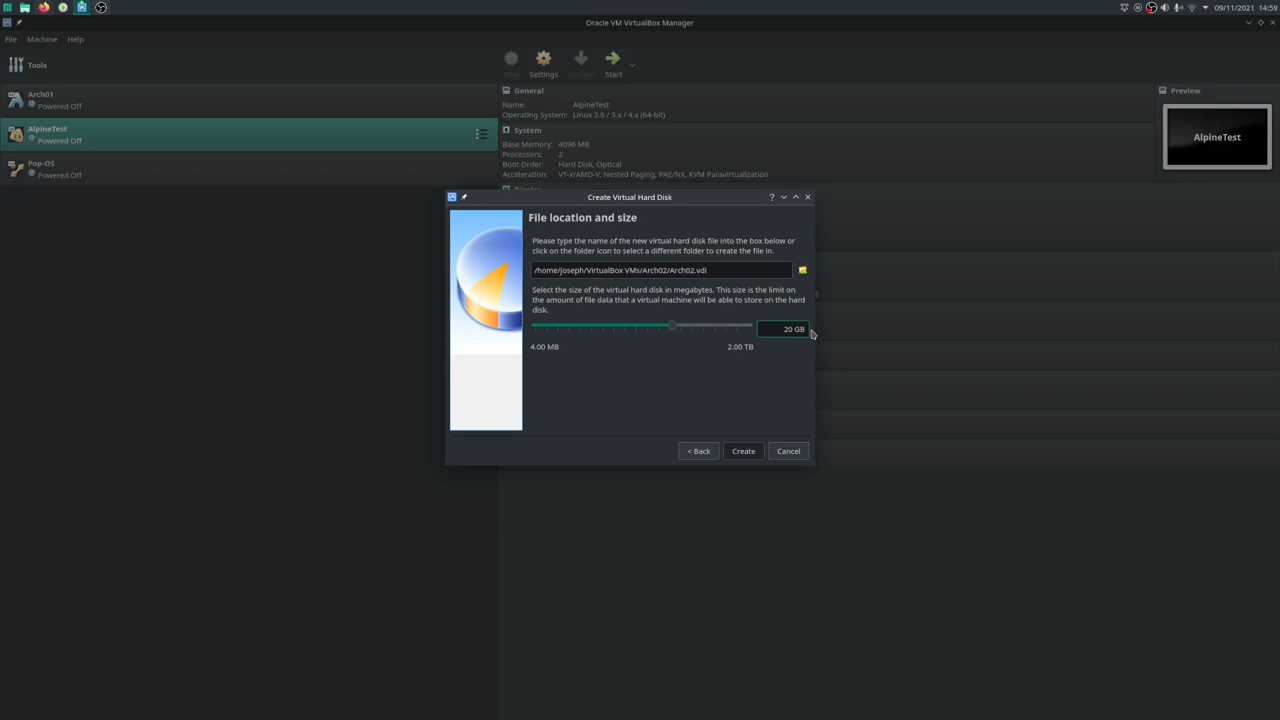 09/11/2021 14:59
Oracle VM VirtualBox Manager
File Machine Help
Tools
New Settings Discard Start
Arch01
Powered Off
AlpineTest
Powered Off
Pop-OS
Powered Off
General
Name: AlpineTest
Operating System: Linux 2.6 / 3.x / 4.x (64-bit)
System
Base Memory: 4096 MB
Processors: 2
Boot Order: Hard Disk, Optical
Acceleration: VT-x/AMD-V, Nested Paging, PAE/NX, KVM Paravirtualization
Display
Preview
AlpineTest
Create Virtual Hard Disk
File location and size
Please type the name of the new virtual hard disk file into the box below or
click on the folder icon to select a different folder to create the file in.
/home/joseph/VirtualBox VMs/Arch02/Arch02.vdi
Select the size of the virtual hard disk in megabytes. This size is the limit on
the amount of file data that a virtual machine will be able to store on the hard
disk.
20 GB
4.00 MB 2.00 TB
< Back Create Cancel